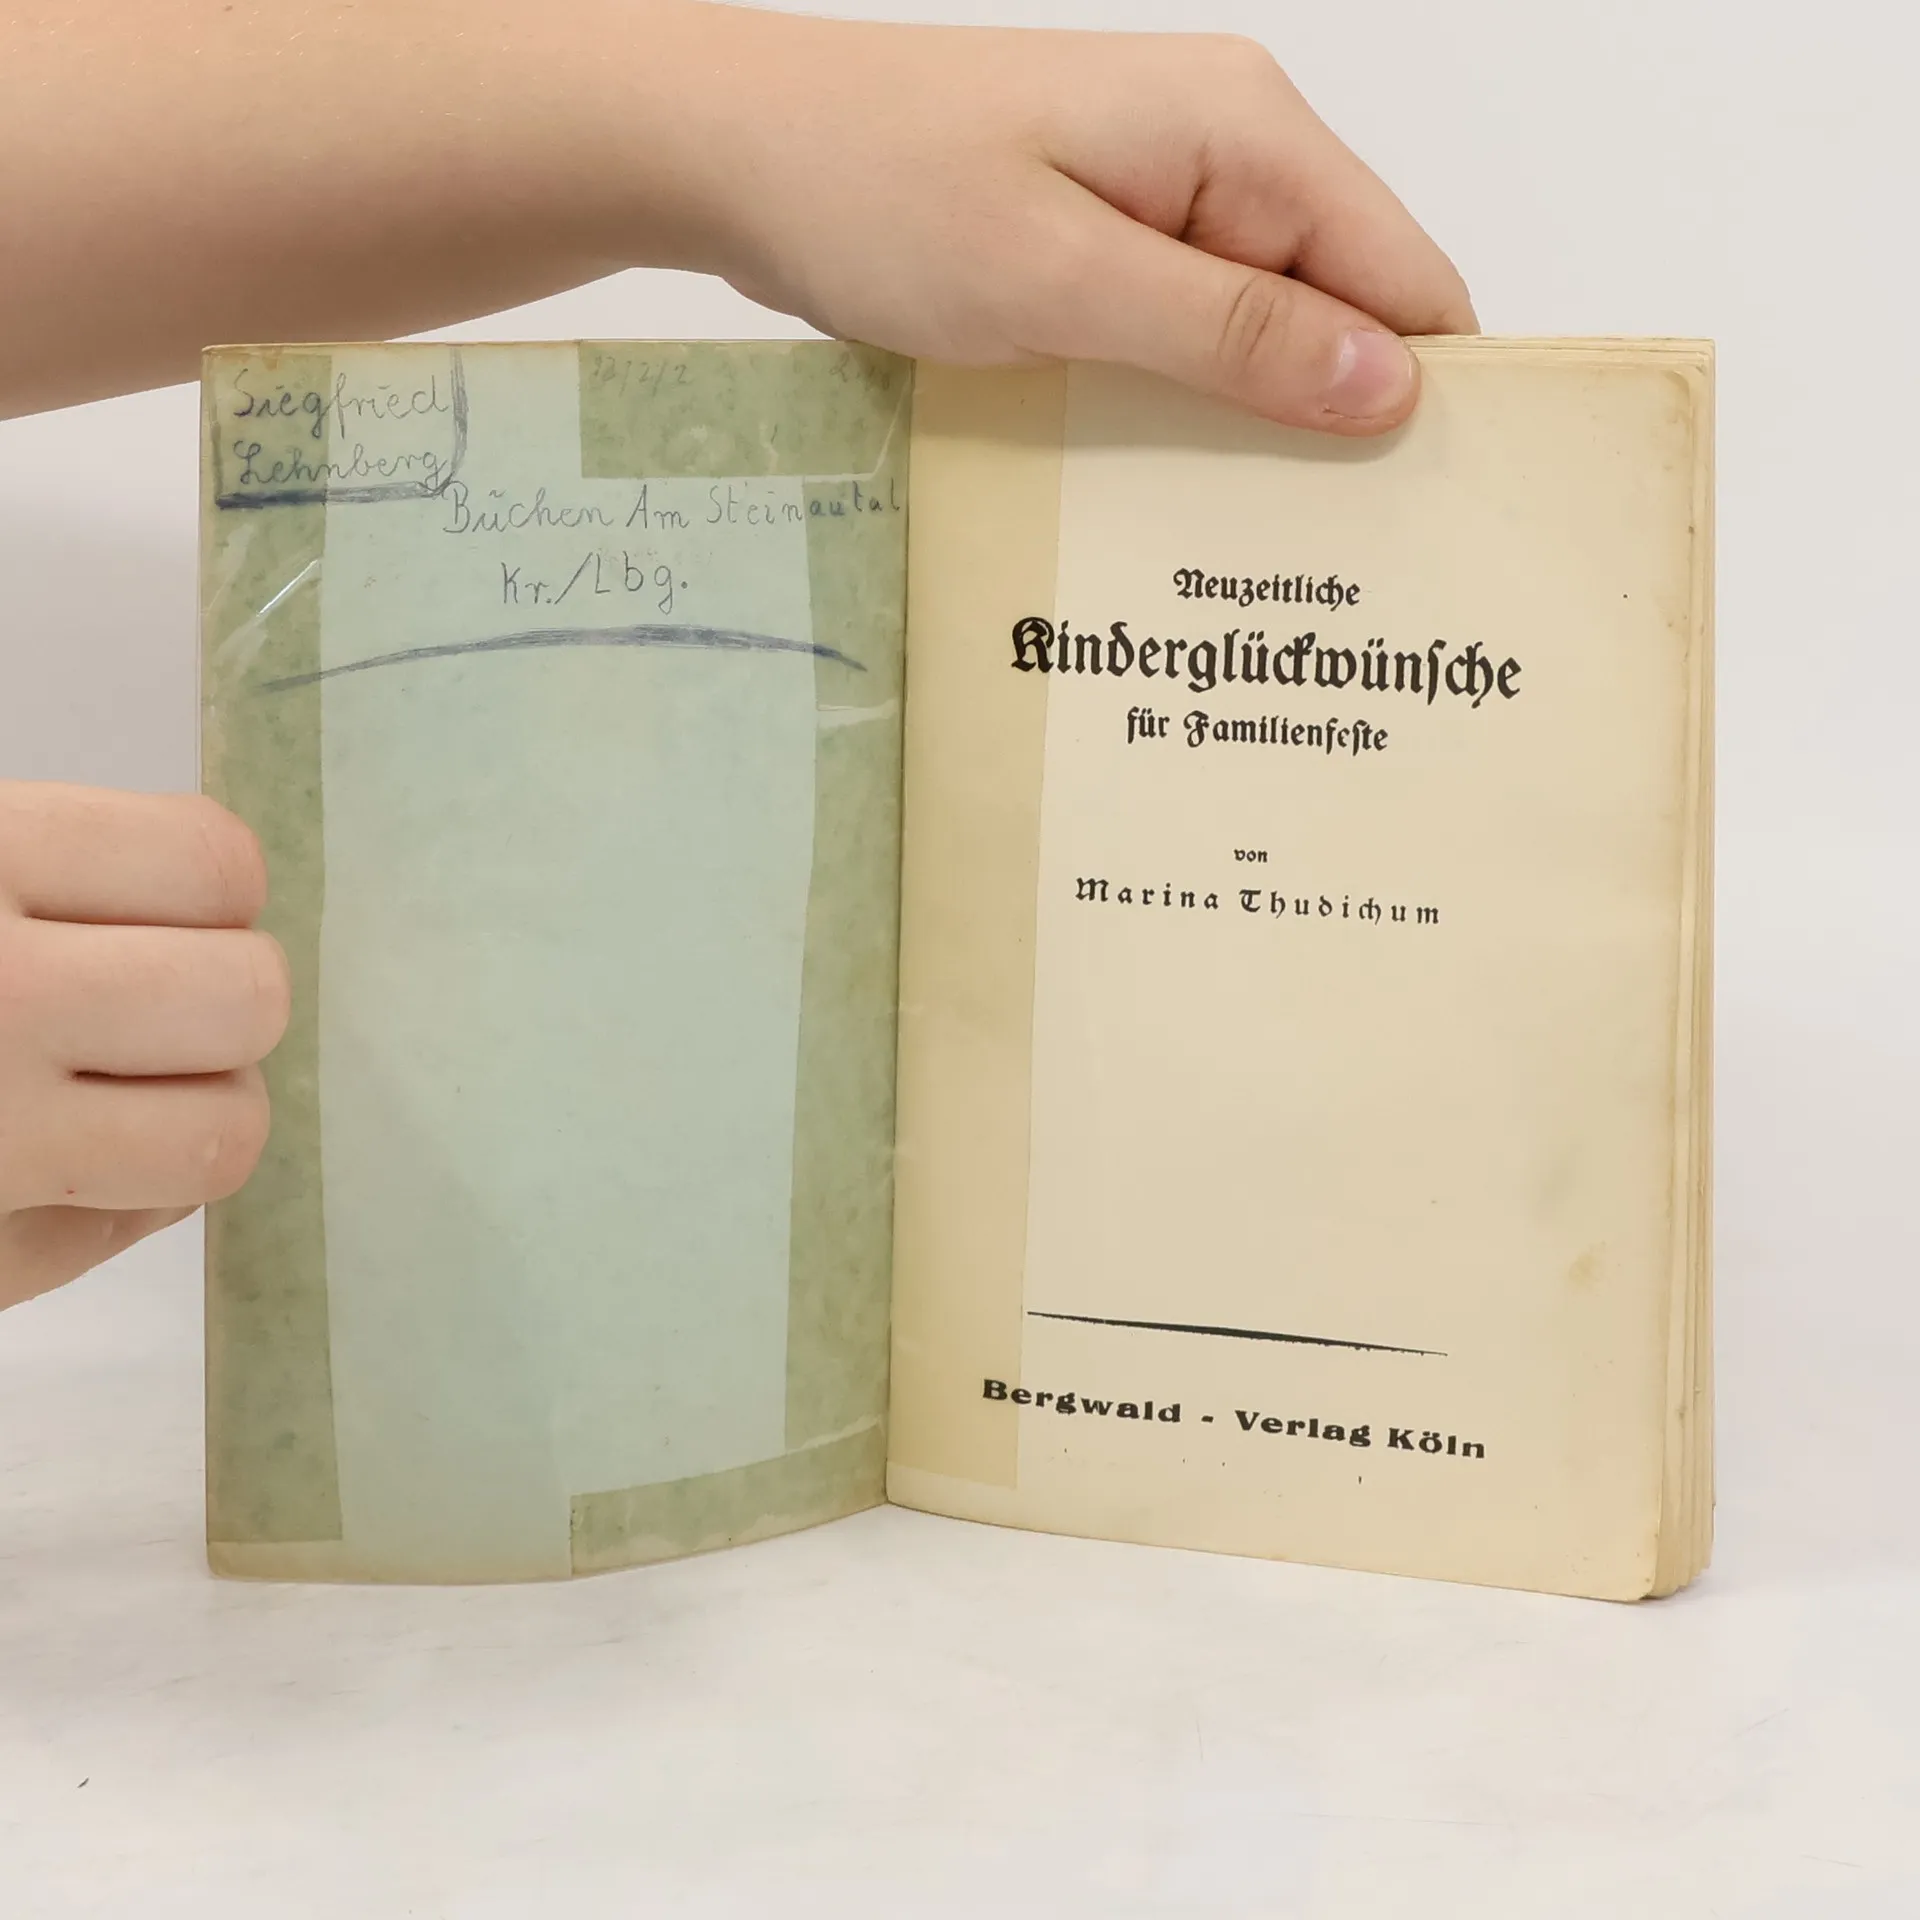 Siegfried
Lehnberg
Büchen Am Steinautal
Kr./Lbg.
Neuzeitliche
Kinderglückwünsche
für Familienfeste
von
Marina Thudichum
Bergwald - Verlag Köln